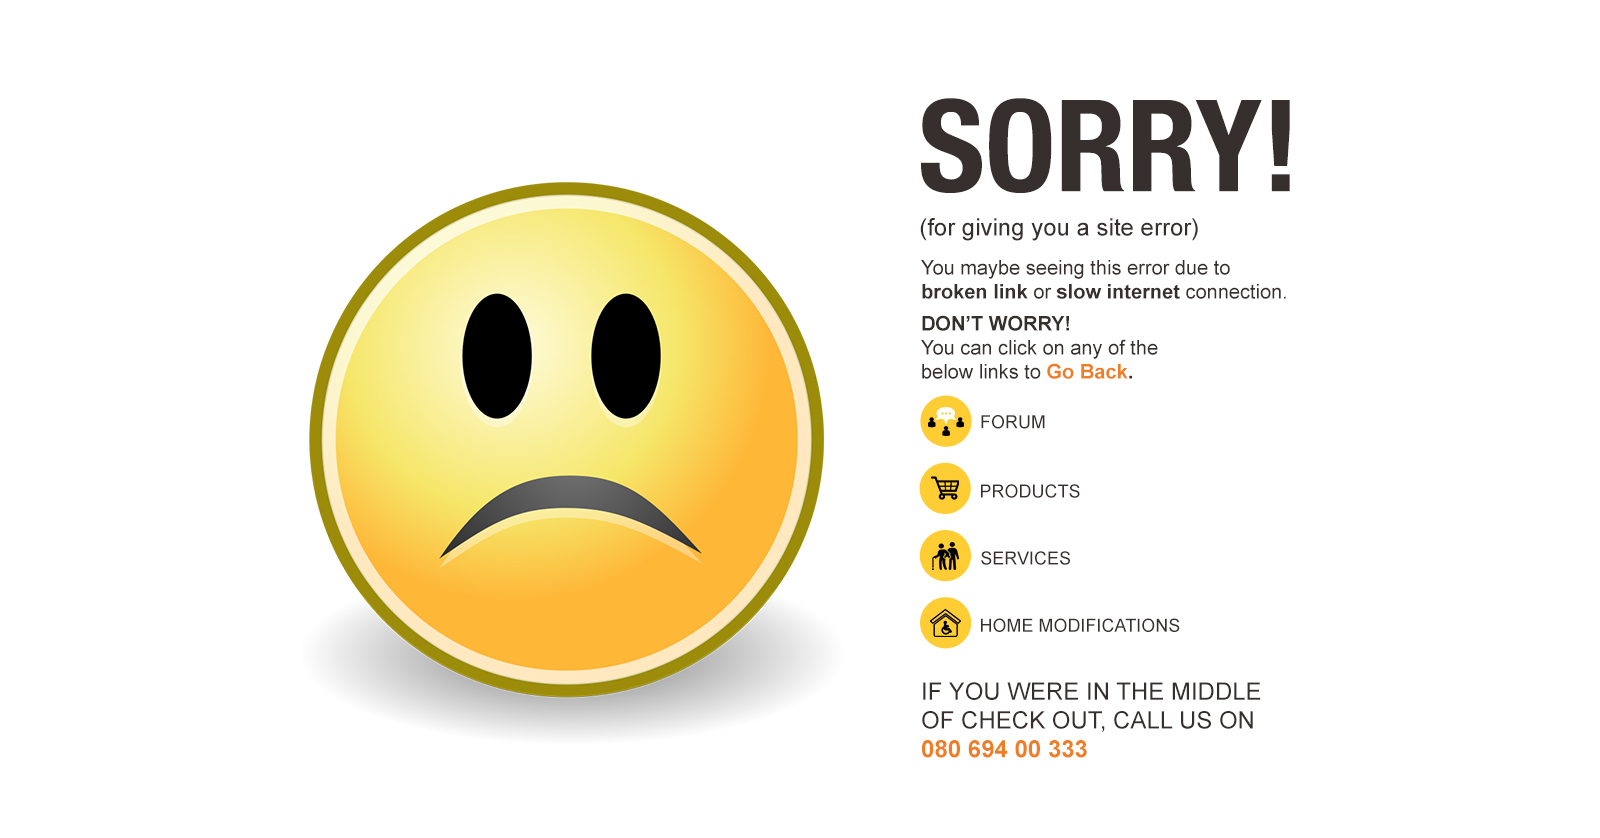 SORRY!
(for giving you a site error)
You maybe seeing this error due to
broken link or slow internet connection.
DON'T WORRY!
You can click on any of the
below links to Go Back.
FORUM
PRODUCTS
SERVICES
HOME MODIFICATIONS
IF YOU WERE IN THE MIDDLE
OF CHECK OUT, CALL US ON
080 694 00 333